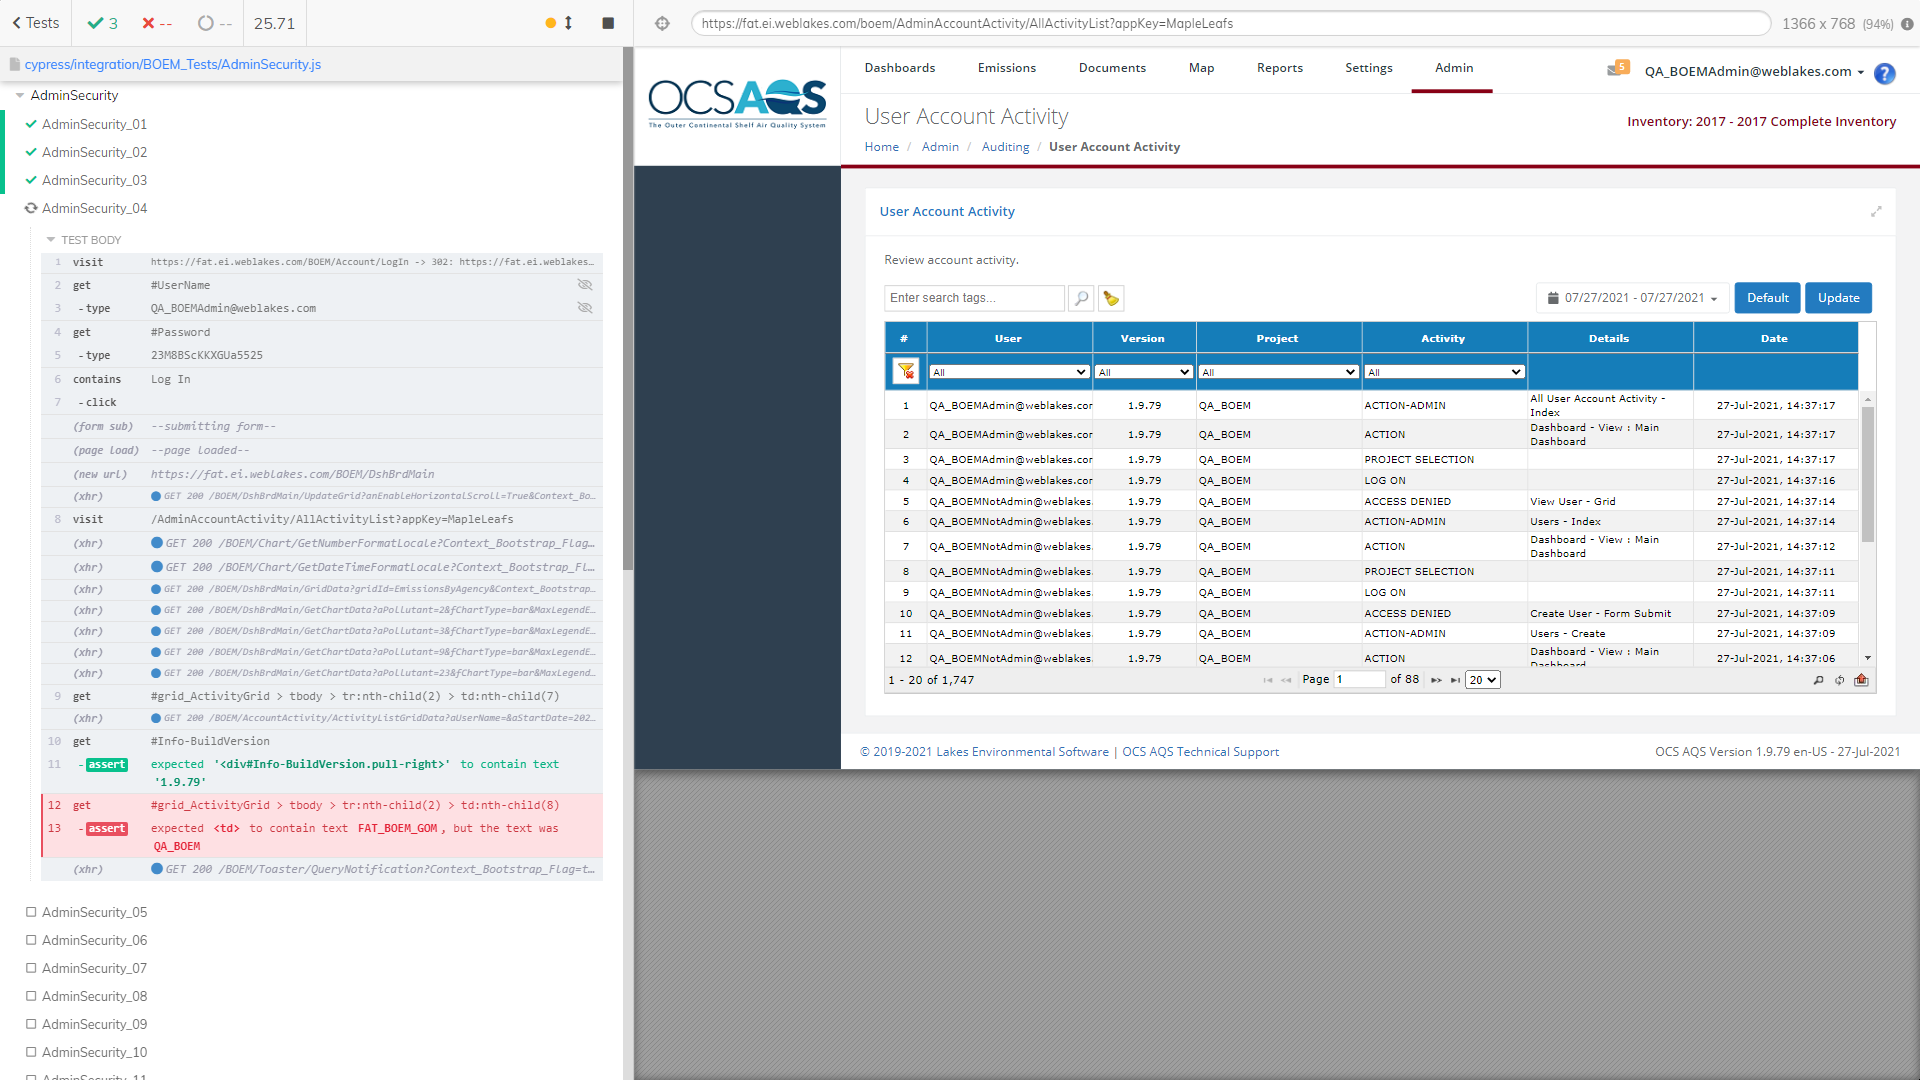 Tests
3
--
--
25.71
cypress/integration/BOEM_Tests/AdminSecurity.js
AdminSecurity
AdminSecurity_01
AdminSecurity_02
AdminSecurity_03
AdminSecurity_04
TEST BODY
1 visit https://fat.ei.weblakes.com/BOEM/Account/LogIn -> 302: https://fat.ei.weblakes...
2 get #UserName
3 -type QA_BOEMAdmin@weblakes.com
4 get #Password
5 -type 23M8BScKKXGUa5525
6 contains Log In
7 -click
(form sub) --submitting form--
(page load) --page loaded--
(new url) https://fat.ei.weblakes.com/BOEM/DshBrdMain
(xhr) GET 200 /BOEM/DshBrdMain/UpdateGrid?anEnableHorizontalScroll=True&Context_Bo...
8 visit /AdminAccountActivity/AllActivityList?appKey=MapleLeafs
(xhr) GET 200 /BOEM/Chart/GetNumberFormatLocale?Context_Bootstrap_Flag...
(xhr) GET 200 /BOEM/Chart/GetDateTimeFormatLocale?Context_Bootstrap_Fl...
(xhr) GET 200 /BOEM/DshBrdMain/GridData?gridId=EmissionsByAgency&Context_Bootstrap...
(xhr) GET 200 /BOEM/DshBrdMain/GetChartData?aPollutant=2&fChartType=bar&MaxLegendE...
(xhr) GET 200 /BOEM/DshBrdMain/GetChartData?aPollutant=3&fChartType=bar&MaxLegendE...
(xhr) GET 200 /BOEM/DshBrdMain/GetChartData?aPollutant=9&fChartType=bar&MaxLegendE...
(xhr) GET 200 /BOEM/DshBrdMain/GetChartData?aPollutant=23&fChartType=bar&MaxLegend...
9 get #grid_ActivityGrid > tbody > tr:nth-child(2) > td:nth-child(7)
(xhr) GET 200 /BOEM/AccountActivity/ActivityListGridData?aUserName=&aStartDate=202...
10 get #Info-BuildVersion
11 -assert expected '<div#Info-BuildVersion.pull-right>' to contain text
'1.9.79'
12 get #grid_ActivityGrid > tbody > tr:nth-child(2) > td:nth-child(8)
13 -assert expected <td> to contain text FAT_BOEM_GOM, but the text was
QA_BOEM
(xhr) GET 200 /BOEM/Toaster/QueryNotification?Context_Bootstrap_Flag=t...
AdminSecurity_05
AdminSecurity_06
AdminSecurity_07
AdminSecurity_08
AdminSecurity_09
AdminSecurity_10
AdminSecurity_11
https://fat.ei.weblakes.com/boem/AdminAccountActivity/AllActivityList?appKey=MapleLeafs
1366 x 768 (94%)
OCSAQS
The Outer Continental Shelf Air Quality System
Dashboards Emissions Documents Map Reports Settings Admin
5 QA_BOEMAdmin@weblakes.com ?
User Account Activity
Inventory: 2017 - 2017 Complete Inventory
Home / Admin / Auditing / User Account Activity
User Account Activity
Review account activity.
Enter search tags...
07/27/2021 - 07/27/2021 Default Update
# User Version Project Activity Details Date
All All All All
1 QA_BOEMAdmin@weblakes.cor 1.9.79 QA_BOEM ACTION-ADMIN All User Account Activity - Index 27-Jul-2021, 14:37:17
2 QA_BOEMAdmin@weblakes.cor 1.9.79 QA_BOEM ACTION Dashboard - View : Main Dashboard 27-Jul-2021, 14:37:17
3 QA_BOEMAdmin@weblakes.cor 1.9.79 QA_BOEM PROJECT SELECTION 27-Jul-2021, 14:37:17
4 QA_BOEMAdmin@weblakes.cor 1.9.79 QA_BOEM LOG ON 27-Jul-2021, 14:37:16
5 QA_BOEMNotAdmin@weblakes. 1.9.79 QA_BOEM ACCESS DENIED View User - Grid 27-Jul-2021, 14:37:14
6 QA_BOEMNotAdmin@weblakes. 1.9.79 QA_BOEM ACTION-ADMIN Users - Index 27-Jul-2021, 14:37:14
7 QA_BOEMNotAdmin@weblakes. 1.9.79 QA_BOEM ACTION Dashboard - View : Main Dashboard 27-Jul-2021, 14:37:12
8 QA_BOEMNotAdmin@weblakes. 1.9.79 QA_BOEM PROJECT SELECTION 27-Jul-2021, 14:37:11
9 QA_BOEMNotAdmin@weblakes. 1.9.79 QA_BOEM LOG ON 27-Jul-2021, 14:37:11
10 QA_BOEMNotAdmin@weblakes. 1.9.79 QA_BOEM ACCESS DENIED Create User - Form Submit 27-Jul-2021, 14:37:09
11 QA_BOEMNotAdmin@weblakes. 1.9.79 QA_BOEM ACTION-ADMIN Users - Create 27-Jul-2021, 14:37:09
12 QA_BOEMNotAdmin@weblakes. 1.9.79 QA_BOEM ACTION Dashboard - View : Main Dashboard 27-Jul-2021, 14:37:06
1 - 20 of 1,747 Page 1 of 88 20
© 2019-2021 Lakes Environmental Software | OCS AQS Technical Support
OCS AQS Version 1.9.79 en-US - 27-Jul-2021